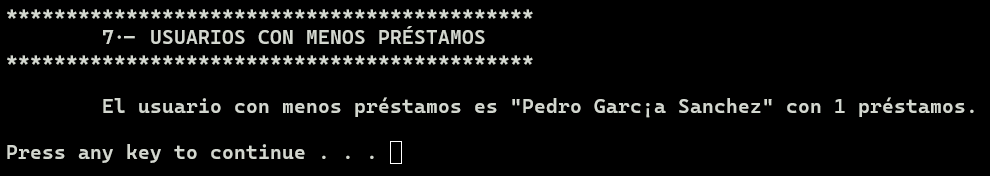 ********************************************
7.- USUARIOS CON MENOS PRÉSTAMOS
********************************************
El usuario con menos préstamos es "Pedro Garc¡a Sanchez" con 1 préstamos.
Press any key to continue . . .